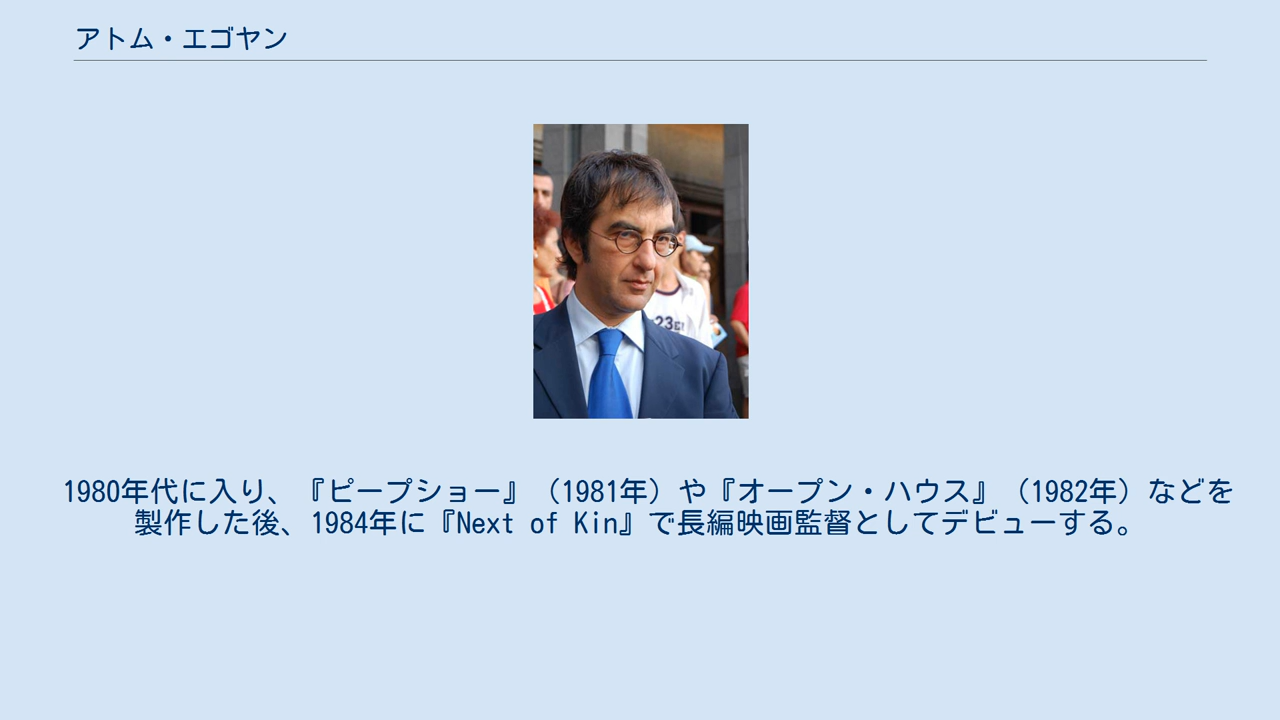 アトム・エゴヤン
23E
1980年代に入り、『ピープショー』（1981年）や『オープン・ハウス』（1982年）などを
製作した後、1984年に『Next of Kin』で長編映画監督としてデビューする。